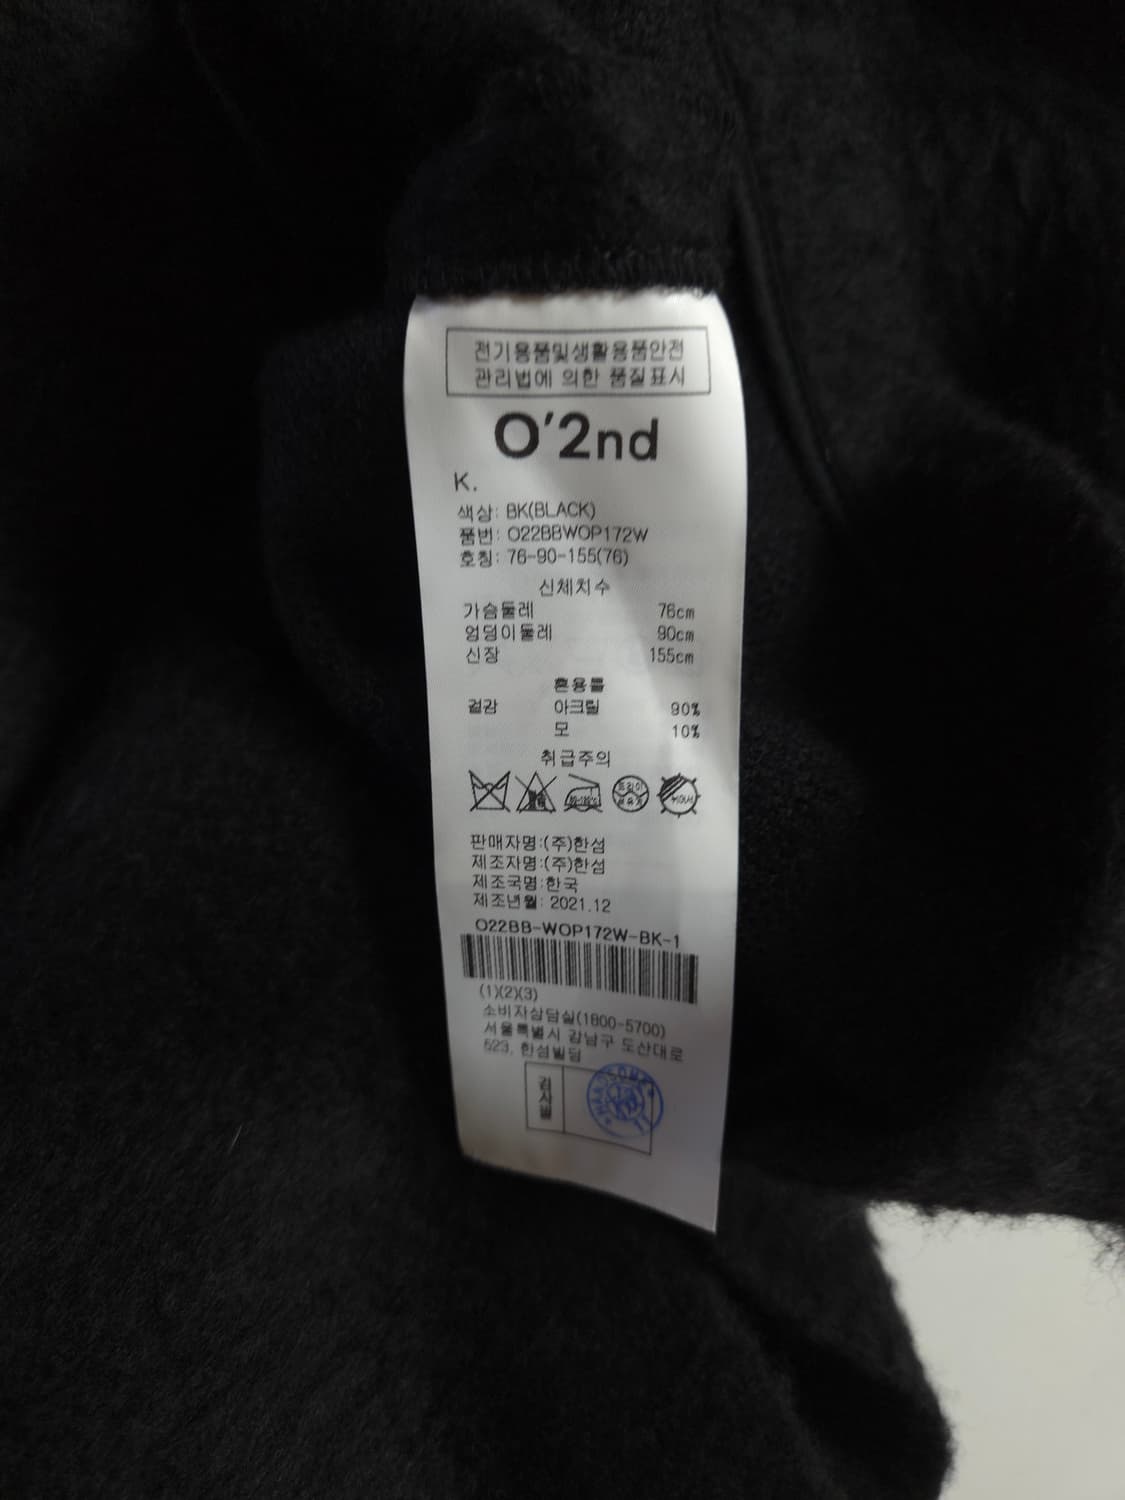 전기용품및생활용품안전
관리법에 의한 품질표시
O'2nd
K.
색상: BK(BLACK)
품번: O22BBWOP172W
호칭: 76-90-155(76)
신체치수
가슴둘레 76cm
엉덩이둘레 90cm
신장 155cm
혼용률
겉감 아크릴 90%
모 10%
취급주의
판매자명:(주)한섬
제조자명:(주)한섬
제조국명:한국
제조년월: 2021.12
O22BB-WOP172W-BK-1
(1)(2)(3)
소비자상담실(1800-5700)
서울특별시 강남구 도산대로
523, 한섬빌딩
검사필